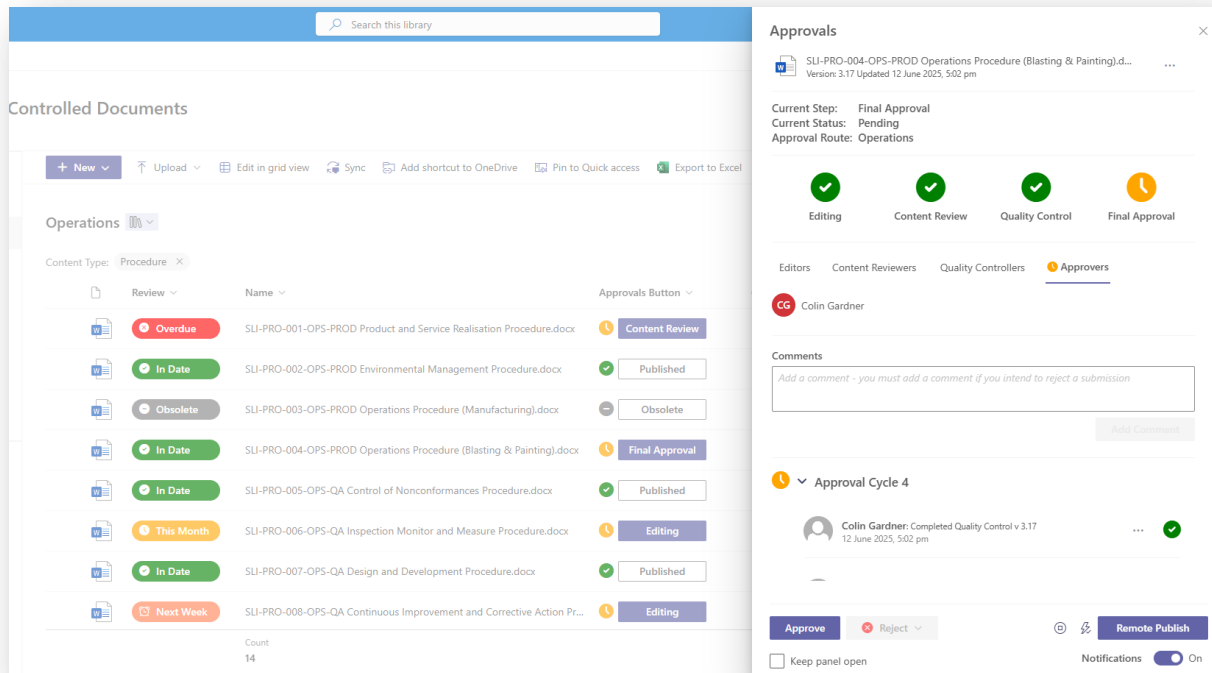 Search this library
Controlled Documents
+ New
Upload
Edit in grid view
Sync
Add shortcut to OneDrive
Pin to Quick access
Export to Excel
Operations
Content Type: Procedure
Review Name Approvals Button
Overdue SLI-PRO-001-OPS-PROD Product and Service Realisation Procedure.docx Content Review
In Date SLI-PRO-002-OPS-PROD Environmental Management Procedure.docx Published
Obsolete SLI-PRO-003-OPS-PROD Operations Procedure (Manufacturing).docx Obsolete
In Date SLI-PRO-004-OPS-PROD Operations Procedure (Blasting & Painting).docx Final Approval
In Date SLI-PRO-005-OPS-QA Control of Nonconformances Procedure.docx Published
This Month SLI-PRO-006-OPS-QA Inspection Monitor and Measure Procedure.docx Editing
In Date SLI-PRO-007-OPS-QA Design and Development Procedure.docx Published
Next Week SLI-PRO-008-OPS-QA Continuous Improvement and Corrective Action Pr... Editing
Count
14
Approvals
SLI-PRO-004-OPS-PROD Operations Procedure (Blasting & Painting).d...
Version: 3.17 Updated 12 June 2025, 5:02 pm
Current Step: Final Approval
Current Status: Pending
Approval Route: Operations
Editing Content Review Quality Control Final Approval
Editors Content Reviewers Quality Controllers Approvers
CG Colin Gardner
Comments
Add a comment - you must add a comment if you intend to reject a submission
Add Comment
Approval Cycle 4
Colin Gardner: Completed Quality Control v 3.17
12 June 2025, 5:02 pm
Approve Reject Remote Publish
Keep panel open Notifications On